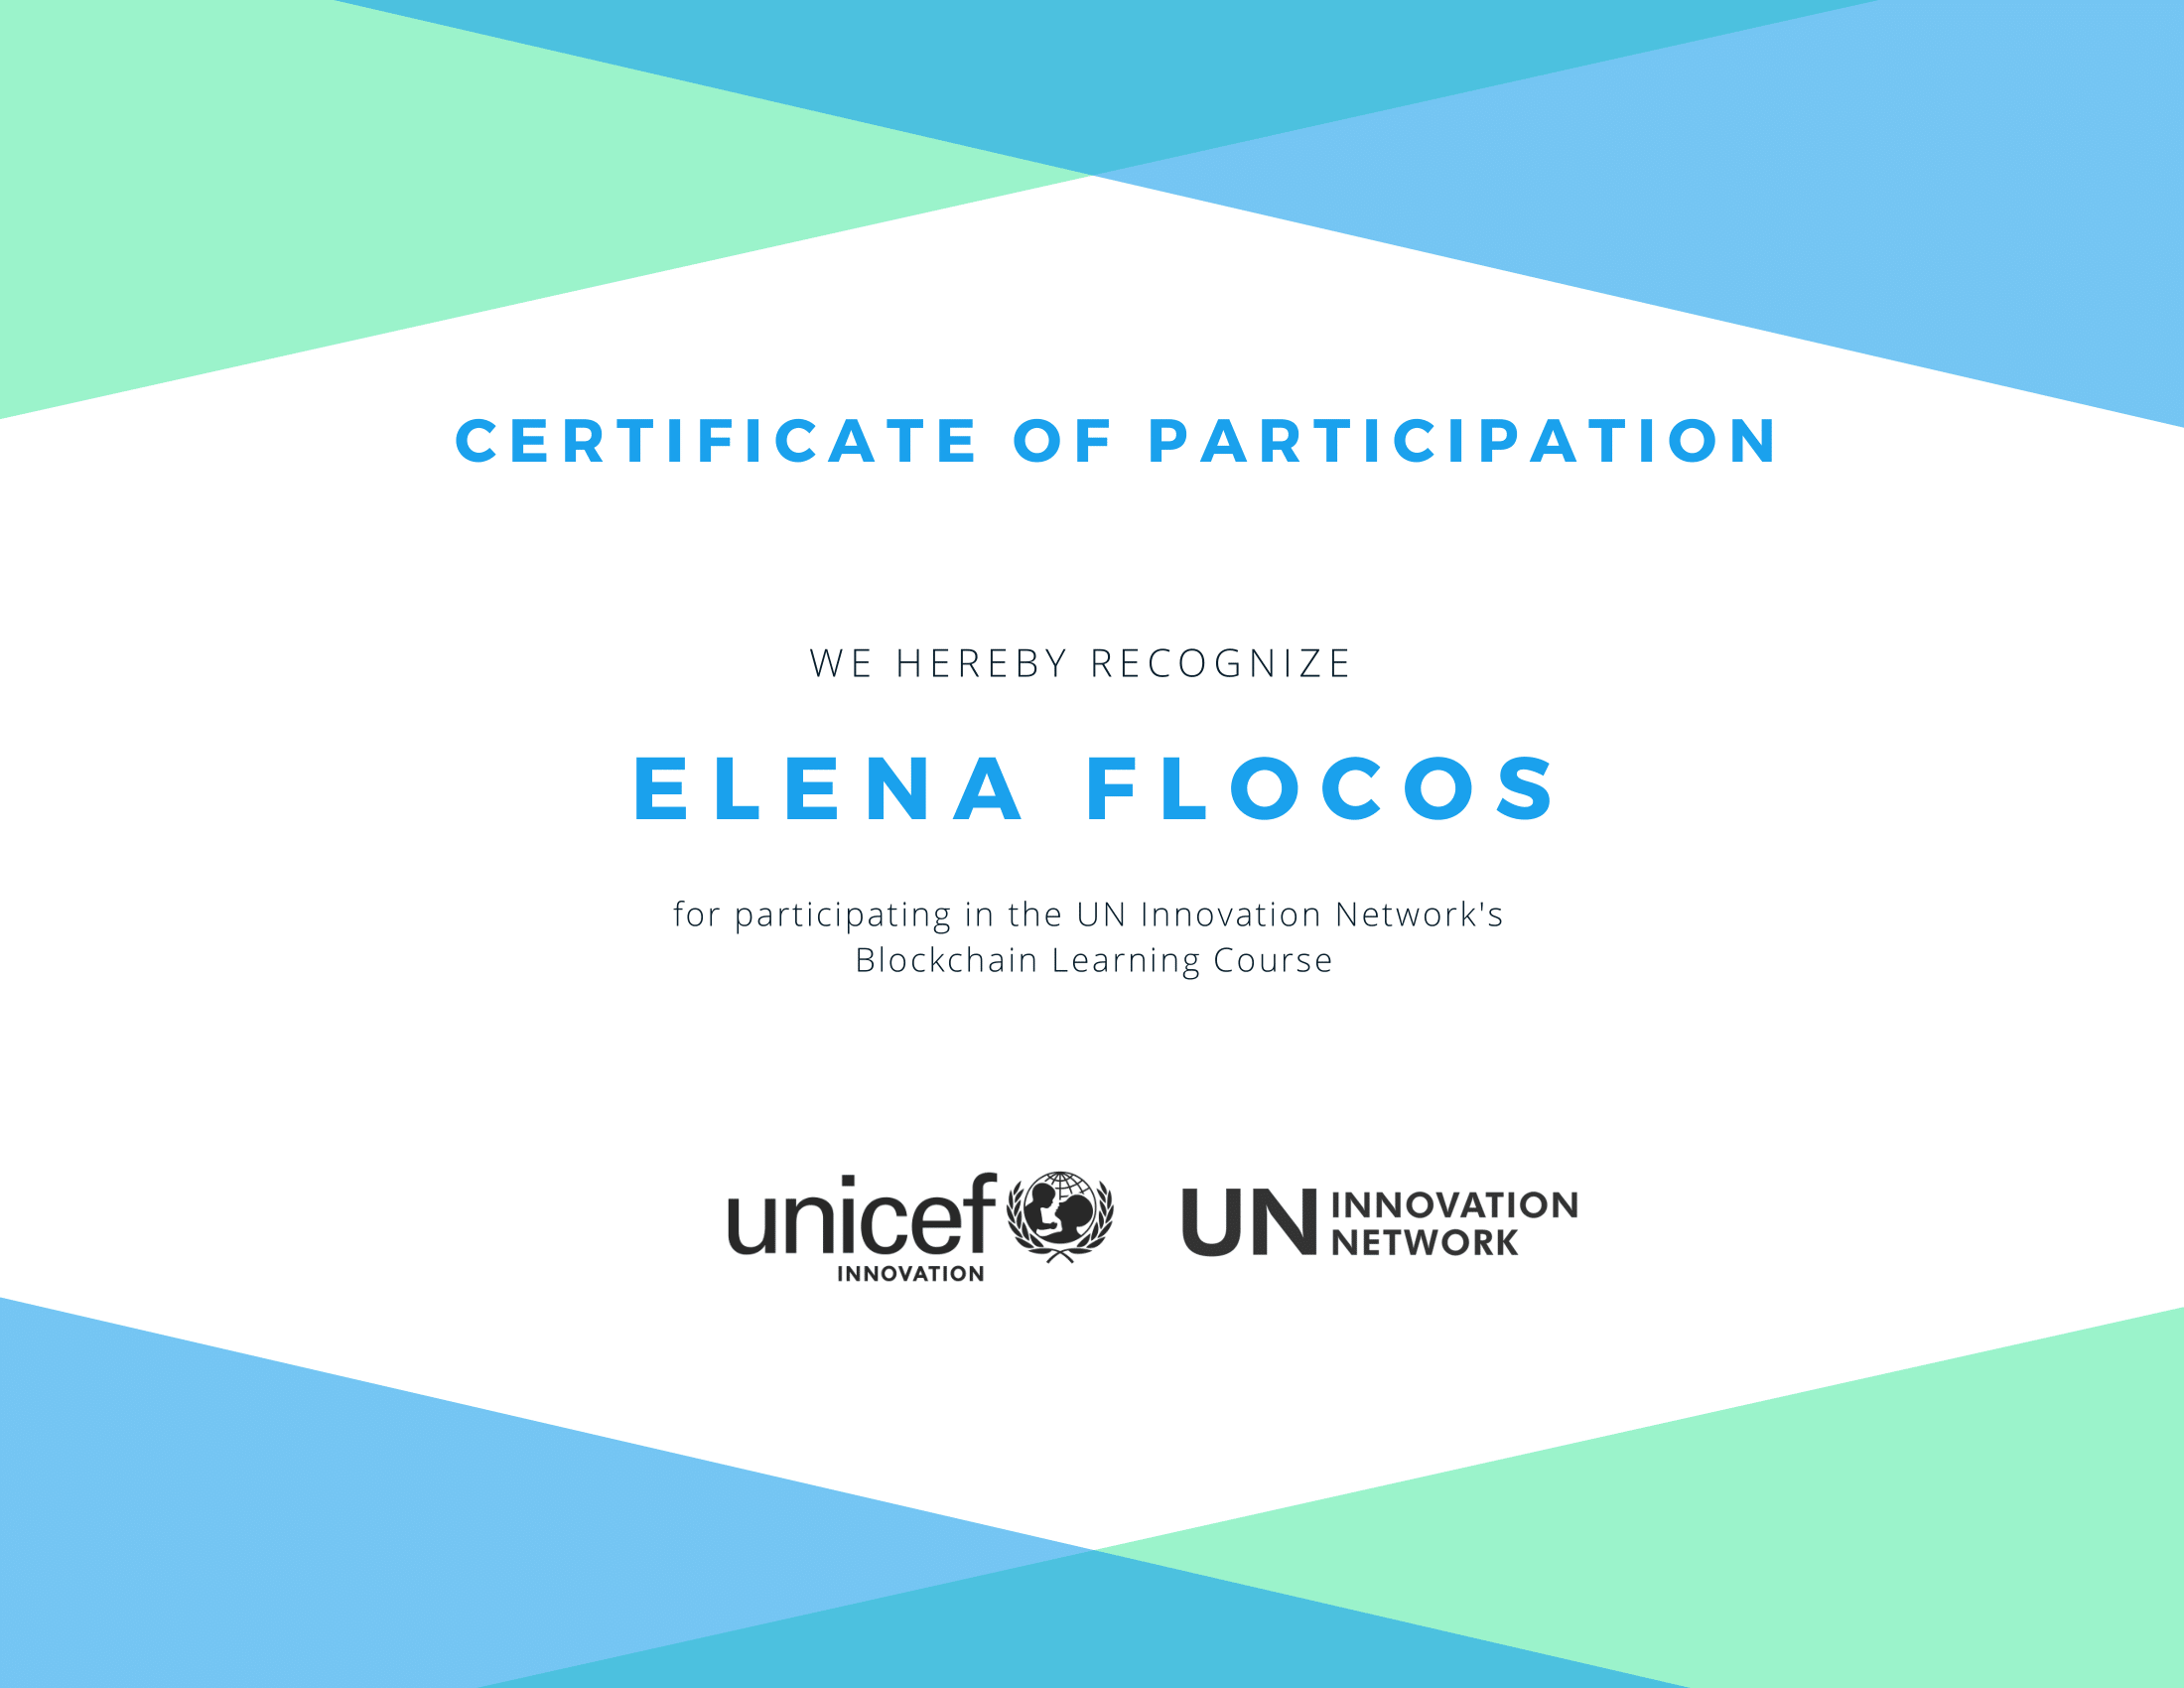 CERTIFICATE OF PARTICIPATION
WE HEREBY RECOGNIZE
ELENA FLOCOS
for participating in the UN Innovation Network's
Blockchain Learning Course
unicef
INNOVATION
UN INNOVATION
NETWORK